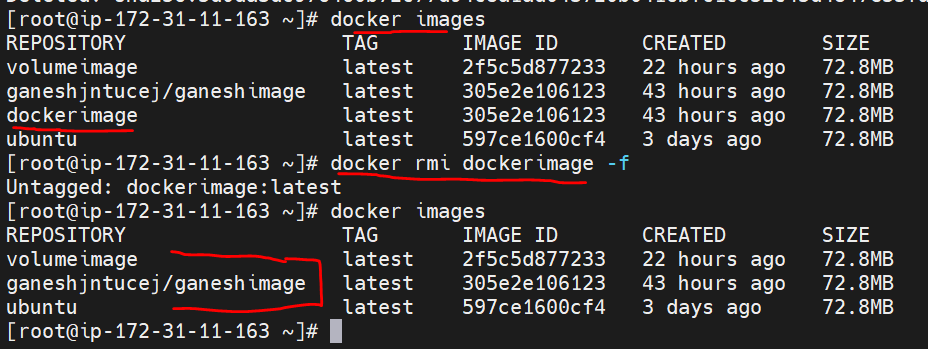 [root@ip-172-31-11-163 ~]# docker images
REPOSITORY TAG IMAGE ID CREATED SIZE
volumeimage latest 2f5c5d877233 22 hours ago 72.8MB
ganeshjntucej/ganeshimage latest 305e2e106123 43 hours ago 72.8MB
dockerimage latest 305e2e106123 43 hours ago 72.8MB
ubuntu latest 597ce1600cf4 3 days ago 72.8MB
[root@ip-172-31-11-163 ~]# docker rmi dockerimage -f
Untagged: dockerimage:latest
[root@ip-172-31-11-163 ~]# docker images
REPOSITORY TAG IMAGE ID CREATED SIZE
volumeimage latest 2f5c5d877233 22 hours ago 72.8MB
ganeshjntucej/ganeshimage latest 305e2e106123 43 hours ago 72.8MB
ubuntu latest 597ce1600cf4 3 days ago 72.8MB
[root@ip-172-31-11-163 ~]#